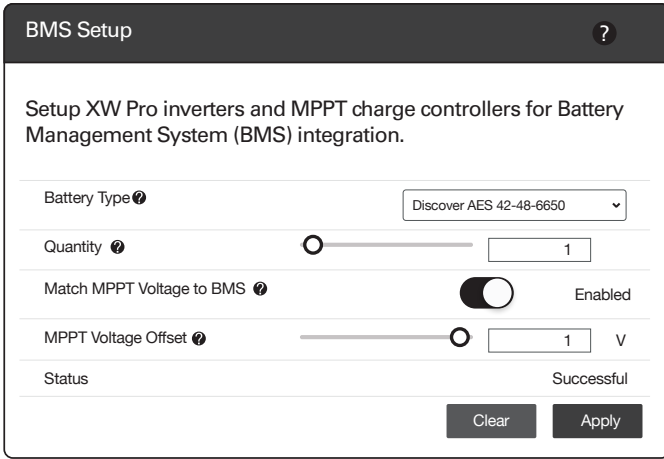 BMS Setup ?
Setup XW Pro inverters and MPPT charge controllers for Battery
Management System (BMS) integration.
Battery Type ? Discover AES 42-48-6650
Quantity ? 1
Match MPPT Voltage to BMS ? Enabled
MPPT Voltage Offset ? 1 V
Status Successful
Clear Apply